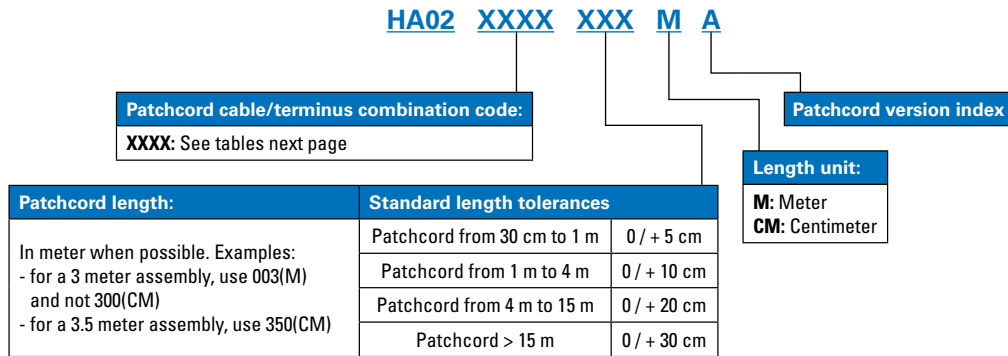 HA02 XXXX XXX M A
Patchcord cable/terminus combination code:
XXXX: See tables next page
Patchcord version index
Length unit:
M: Meter
CM: Centimeter
Patchcord length:
In meter when possible. Examples:
- for a 3 meter assembly, use 003(M)
and not 300(CM)
- for a 3.5 meter assembly, use 350(CM)
Standard length tolerances
Patchcord from 30 cm to 1 m 0 / + 5 cm
Patchcord from 1 m to 4 m 0 / + 10 cm
Patchcord from 4 m to 15 m 0 / + 20 cm
Patchcord > 15 m 0 / + 30 cm